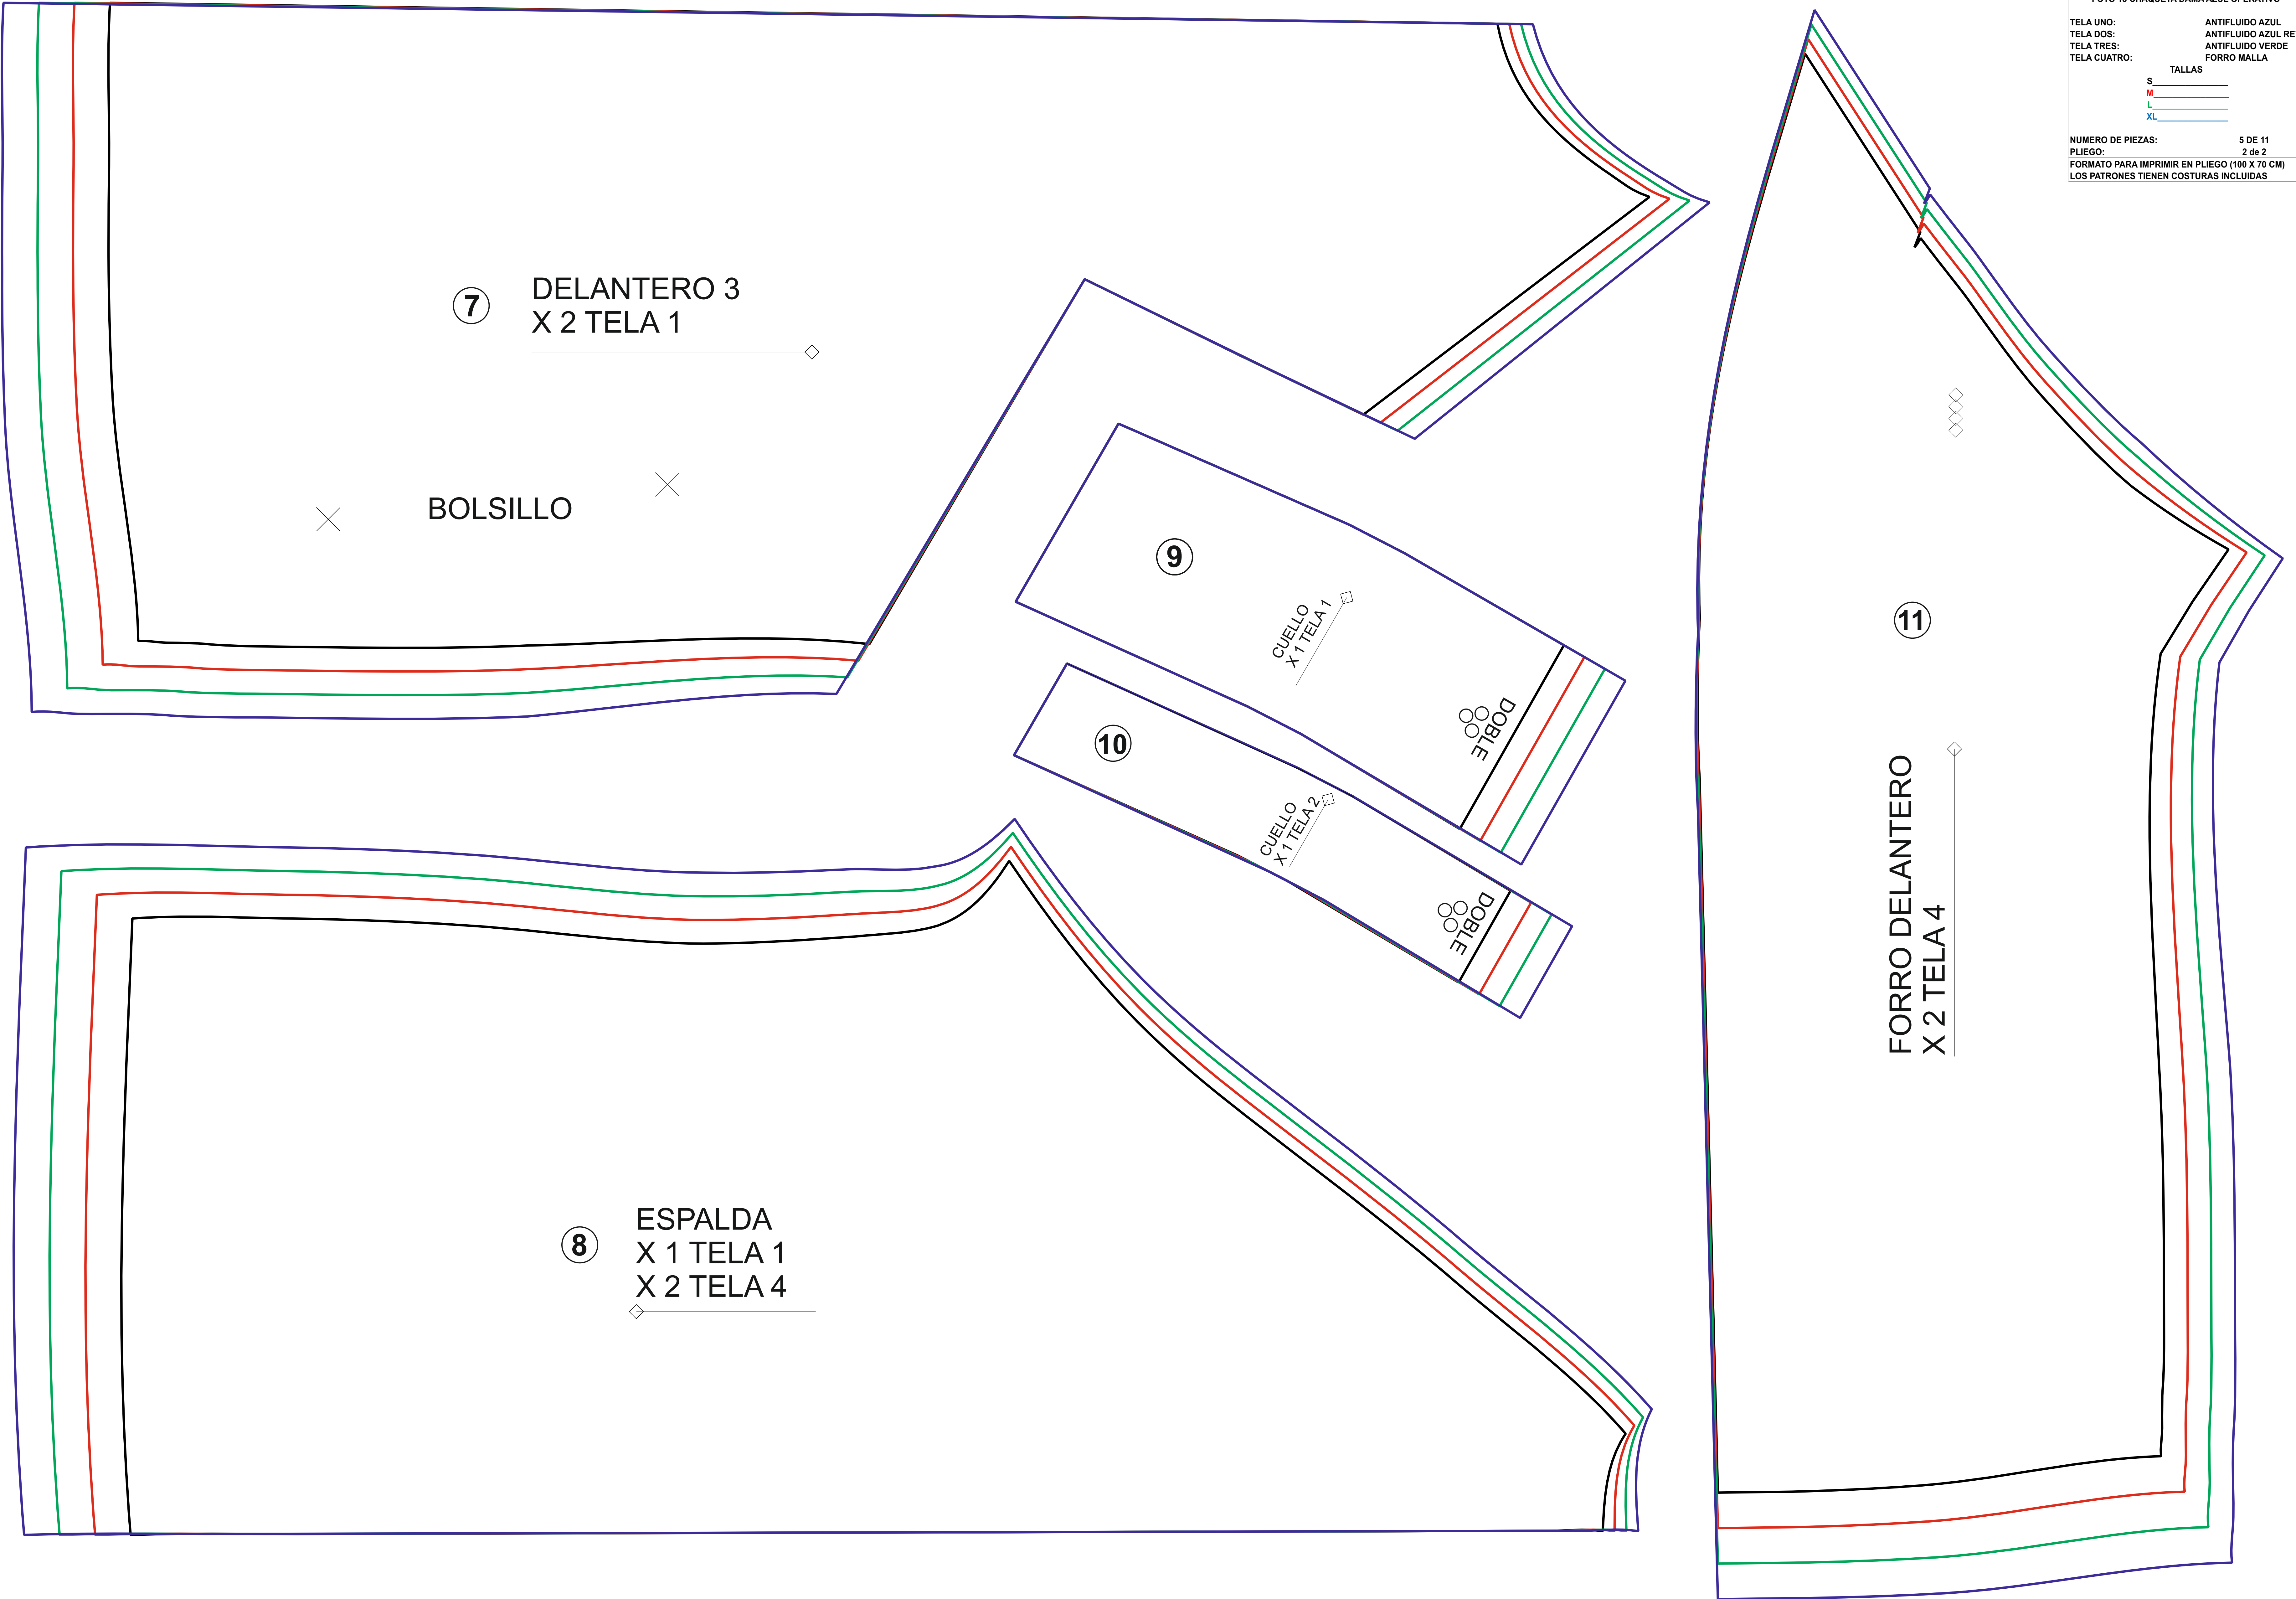 TELA UNO: ANTIFLUIDO AZUL
TELA DOS: ANTIFLUIDO AZUL RE
TELA TRES: ANTIFLUIDO VERDE
TELA CUATRO: FORRO MALLA
TALLAS
S
M
L
XL
NUMERO DE PIEZAS: 5 DE 11
PLIEGO: 2 de 2
FORMATO PARA IMPRIMIR EN PLIEGO (100 X 70 CM)
LOS PATRONES TIENEN COSTURAS INCLUIDAS
7
DELANTERO 3
X 2 TELA 1
BOLSILLO
9
CUELLO
X 1 TELA 1
DOBLE
10
CUELLO
X 1 TELA 2
DOBLE
11
FORRO DELANTERO
X 2 TELA 4
8
ESPALDA
X 1 TELA 1
X 2 TELA 4